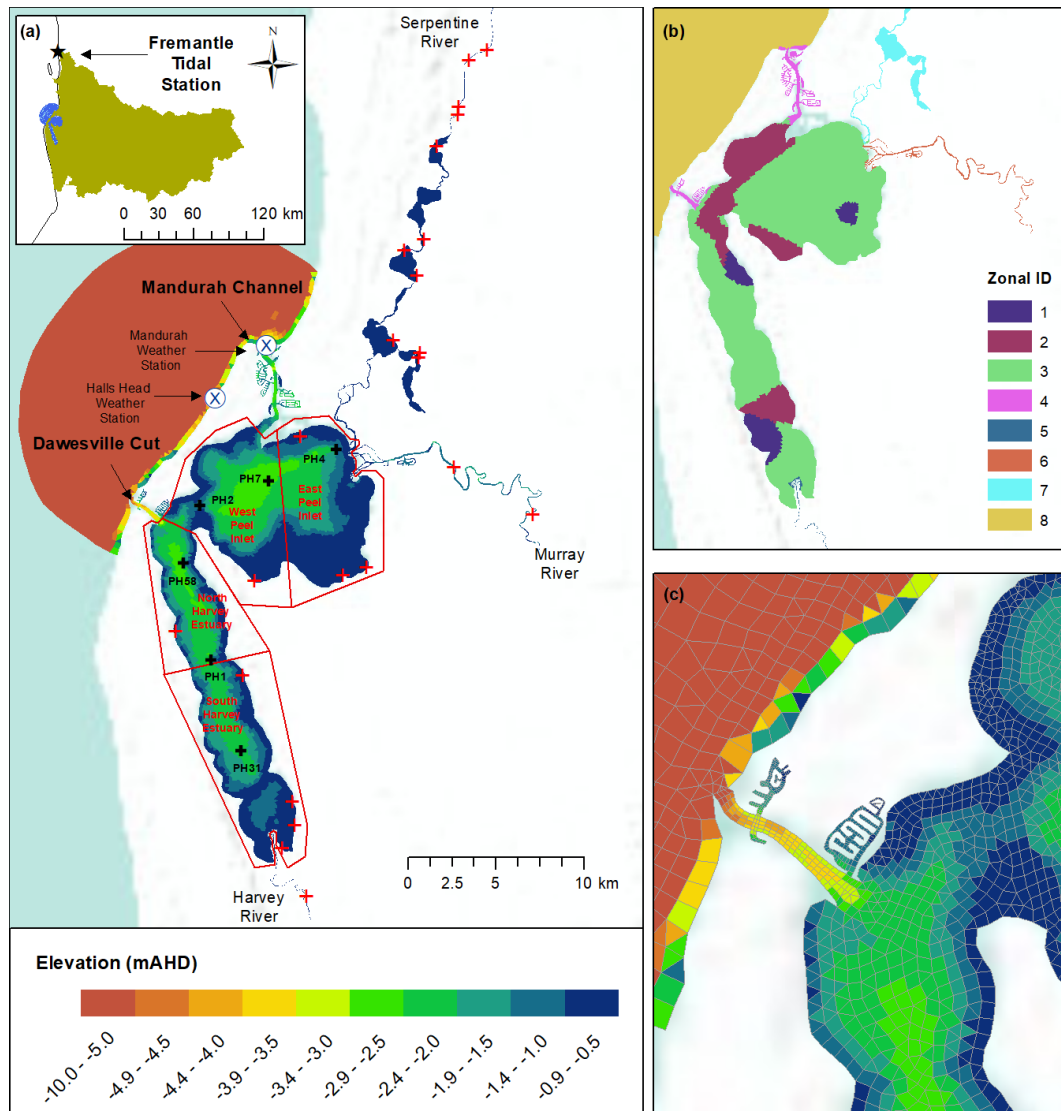 (a)
Fremantle
Tidal
Station
N
0 30 60 120 km
Serpentine
River
Mandurah Channel
Mandurah
Weather
Station
X
Halls Head
Weather
Station
X
Dawesville Cut
PH4
PH7
PH2
East
Peel
Inlet
West
Peel
Inlet
Murray
River
PH58
North
Harvey
Estuary
PH1
South
Harvey
Estuary
PH31
0 2.5 5 10 km
Harvey
River
Elevation (mAHD)
-10.0 - -5.0
-4.9 - -4.5
-4.4 - -4.0
-3.9 - -3.5
-3.4 - -3.0
-2.9 - -2.5
-2.4 - -2.0
-1.9 - -1.5
-1.4 - -1.0
-0.9 - -0.5
(b)
Zonal ID
1
2
3
4
5
6
7
8
(c)